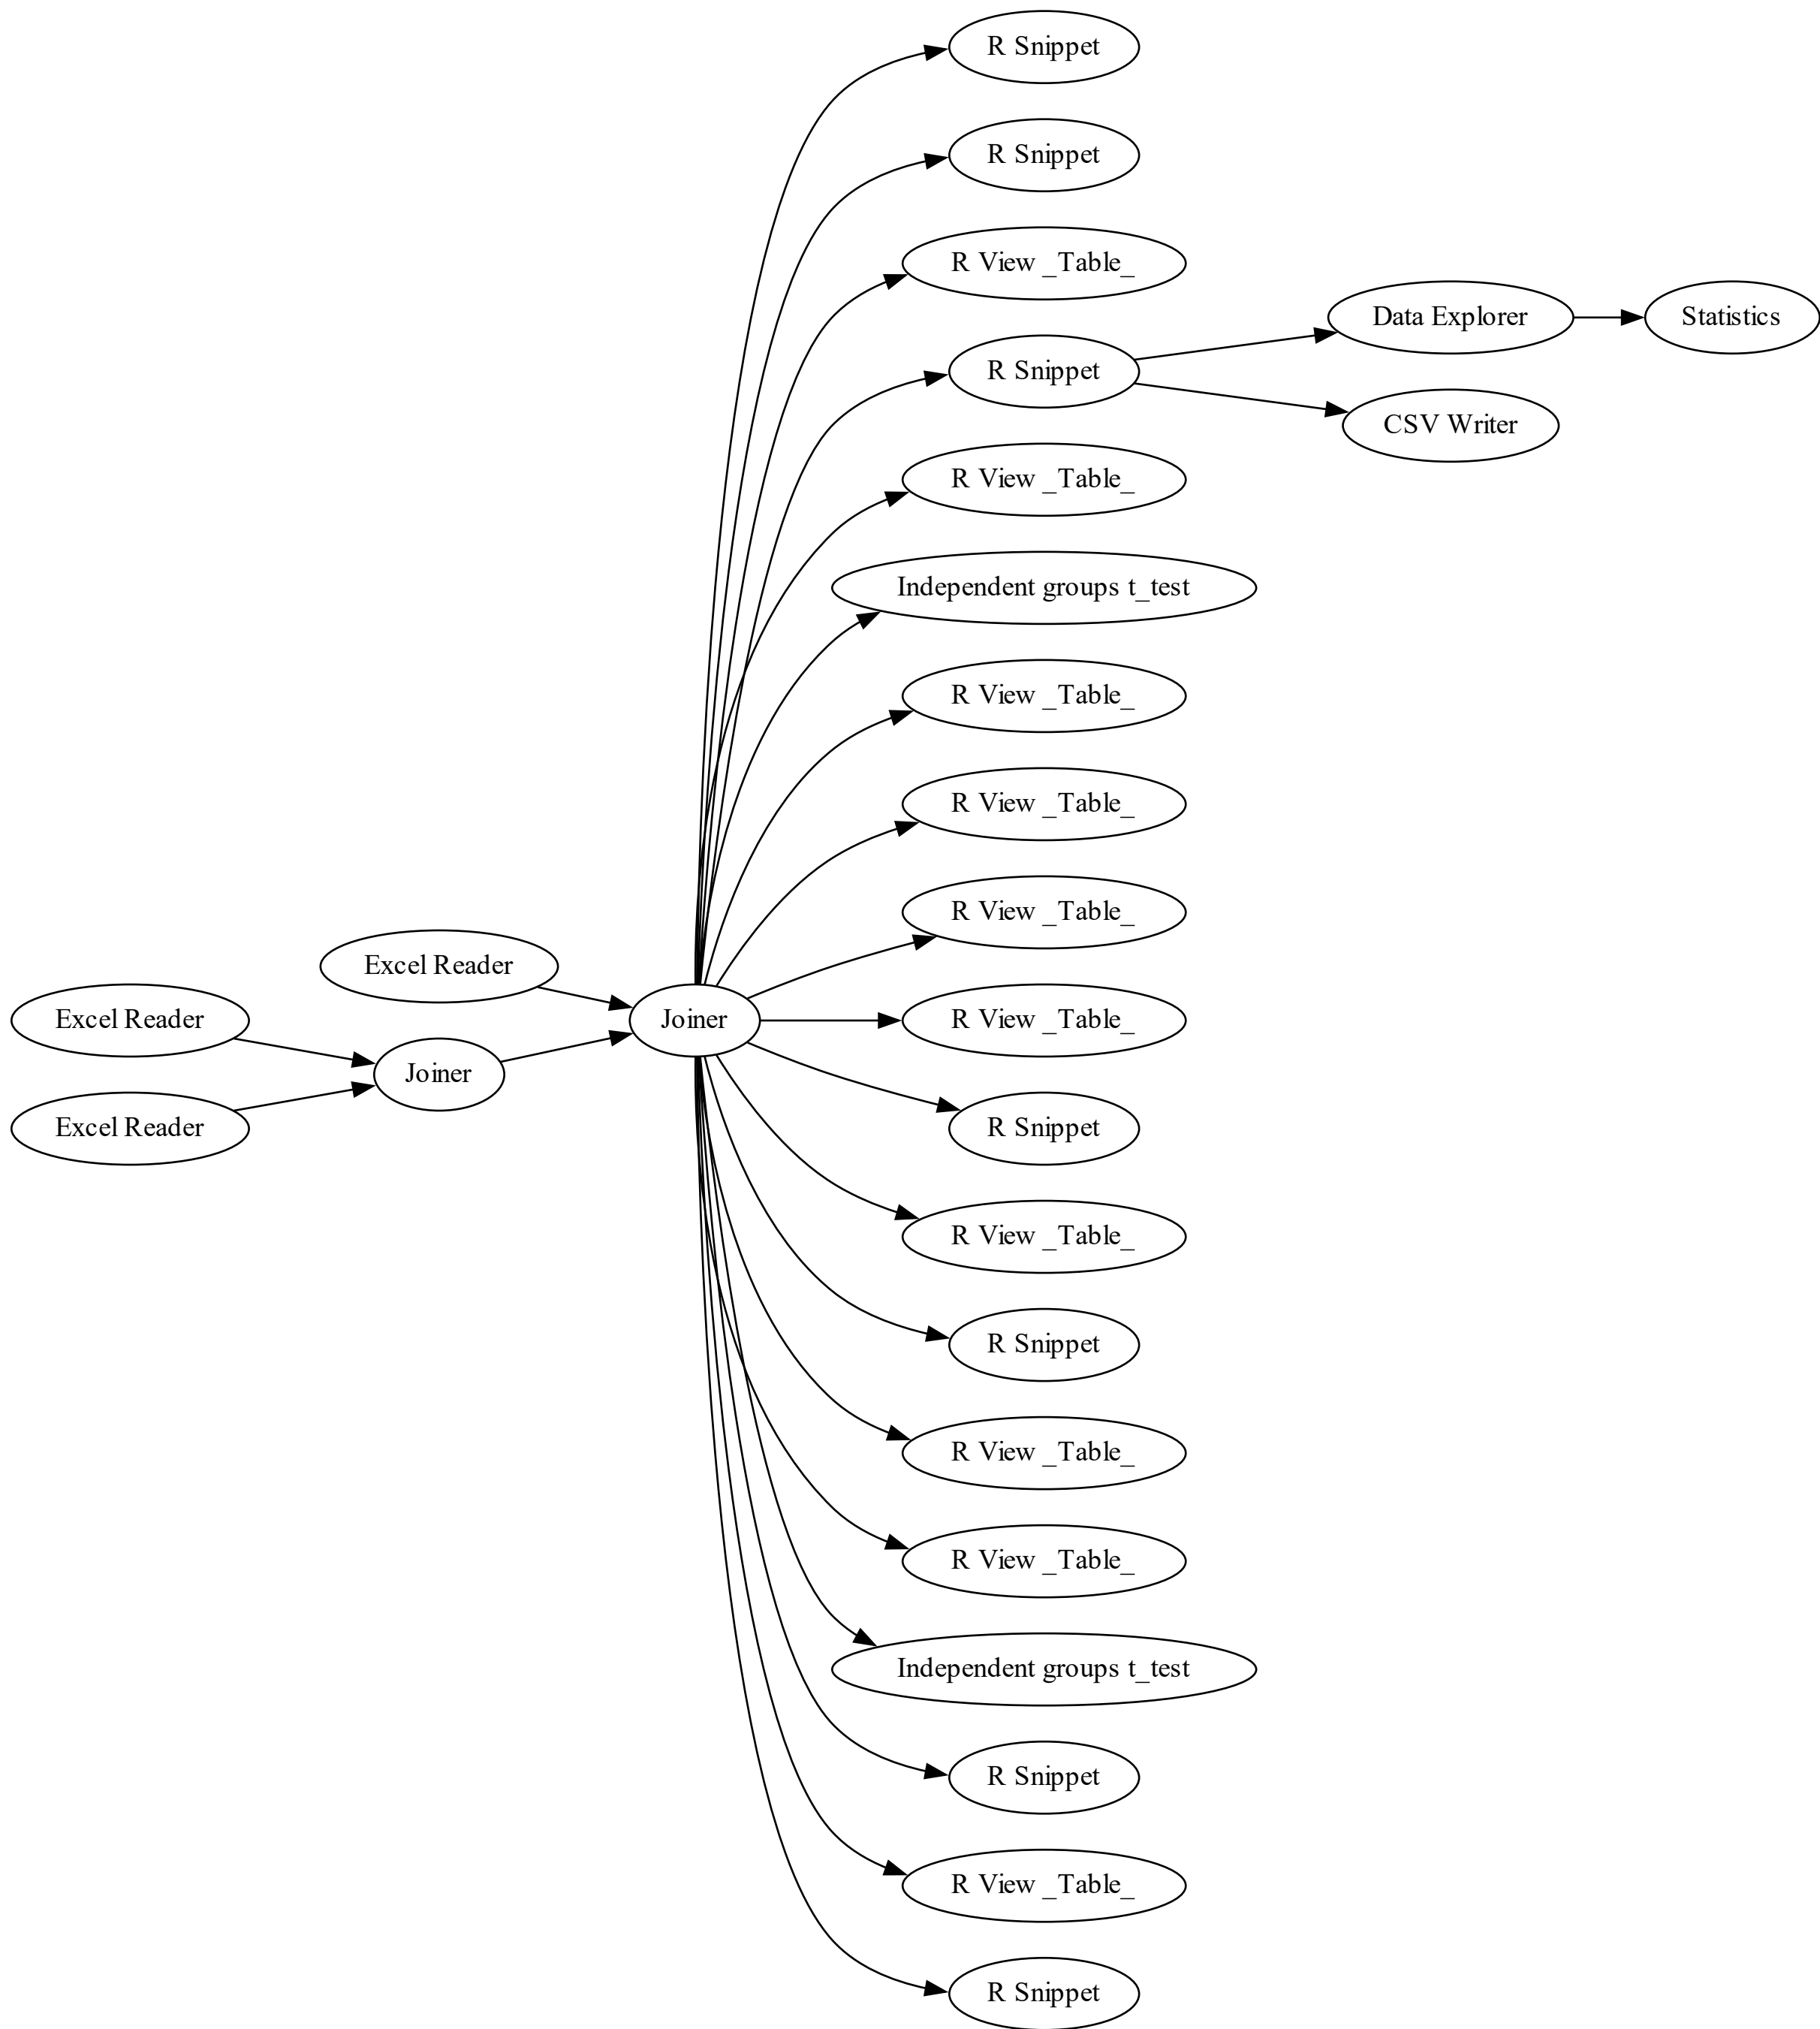 R Snippet
R Snippet
R View _Table_
Data Explorer
Statistics
R Snippet
CSV Writer
R View _Table_
Independent groups t_test
R View _Table_
R View _Table_
R View _Table_
Excel Reader
Excel Reader
Joiner
R View _Table_
Joiner
Excel Reader
R Snippet
R View _Table_
R Snippet
R View _Table_
R View _Table_
Independent groups t_test
R Snippet
R View _Table_
R Snippet